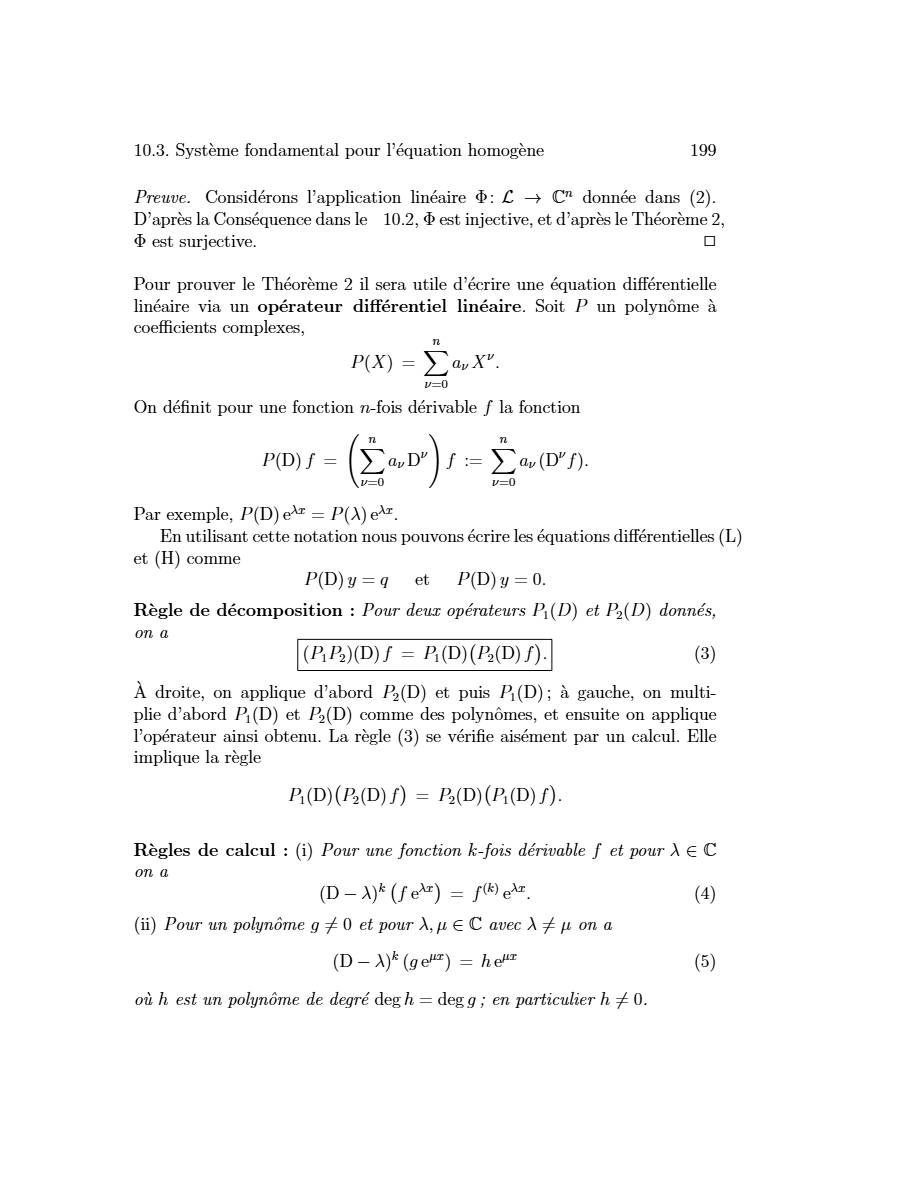 10.3. Système fondamental pour l'équation homogène 199
Preuve. Considérons l'application linéaire Φ: ℒ → ℂⁿ donnée dans (2).
D'après la Conséquence dans le 10.2, Φ est injective, et d'après le Théorème 2,
Φ est surjective. □
Pour prouver le Théorème 2 il sera utile d'écrire une équation différentielle
linéaire via un opérateur différentiel linéaire. Soit P un polynôme à
coefficients complexes,
P(X) = ∑_{ν=0}^{n} a_ν X^ν.
On définit pour une fonction n-fois dérivable f la fonction
P(D) f = (∑_{ν=0}^{n} a_ν D^ν) f := ∑_{ν=0}^{n} a_ν (D^ν f).
Par exemple, P(D) e^{λx} = P(λ) e^{λx}.
En utilisant cette notation nous pouvons écrire les équations différentielles (L)
et (H) comme
P(D) y = q et P(D) y = 0.
Règle de décomposition : Pour deux opérateurs P₁(D) et P₂(D) donnés,
on a
(P₁P₂)(D) f = P₁(D)(P₂(D) f). (3)
À droite, on applique d'abord P₂(D) et puis P₁(D) ; à gauche, on multi-
plie d'abord P₁(D) et P₂(D) comme des polynômes, et ensuite on applique
l'opérateur ainsi obtenu. La règle (3) se vérifie aisément par un calcul. Elle
implique la règle
P₁(D)(P₂(D) f) = P₂(D)(P₁(D) f).
Règles de calcul : (i) Pour une fonction k-fois dérivable f et pour λ ∈ ℂ
on a
(D − λ)^k (f e^{λx}) = f^{(k)} e^{λx}. (4)
(ii) Pour un polynôme g ≠ 0 et pour λ, μ ∈ ℂ avec λ ≠ μ on a
(D − λ)^k (g e^{μx}) = h e^{μx} (5)
où h est un polynôme de degré deg h = deg g ; en particulier h ≠ 0.